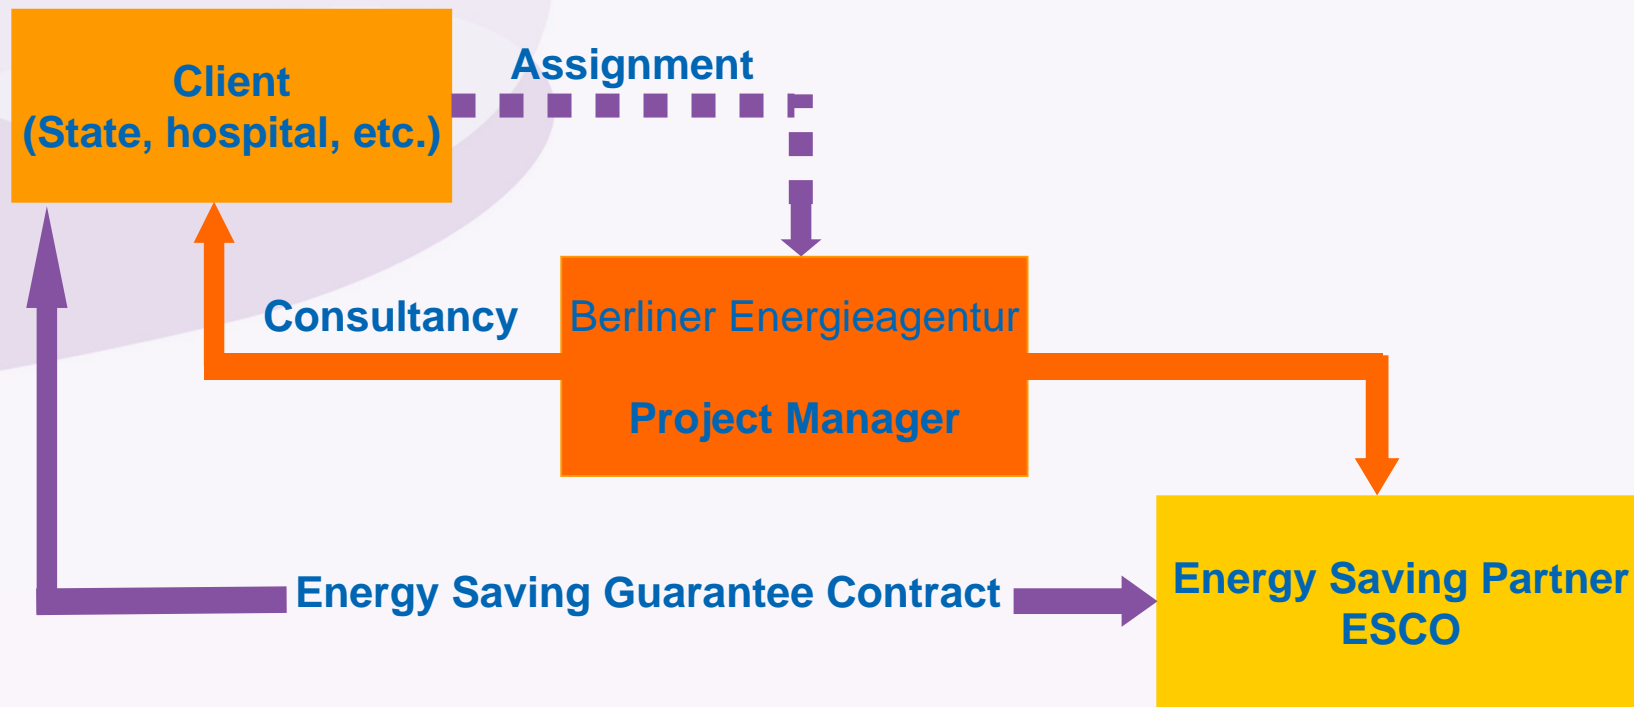 Assignment
Client
(State, hospital, etc.)
Consultancy
Berliner Energieagentur
Project Manager
Energy Saving Guarantee Contract
Energy Saving Partner
ESCO